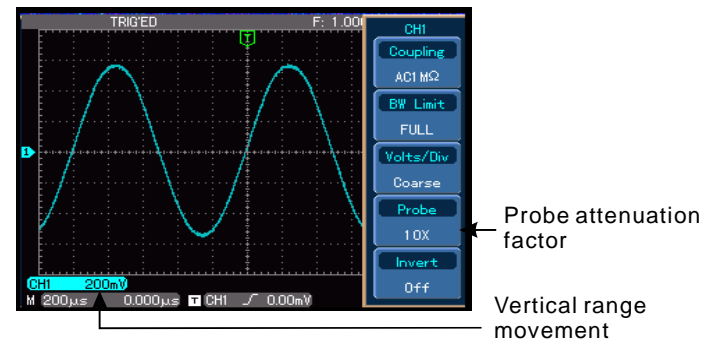 TRIG'ED F: 1.00
T
CH1
Coupling
AC1 MΩ
BW Limit
FULL
1
Volts/Div
Coarse
Probe
10X
Probe attenuation
factor
Invert
Off
CH1 200mV
M 200μs 0.000μs T CH1 0.00mV
Vertical range
movement